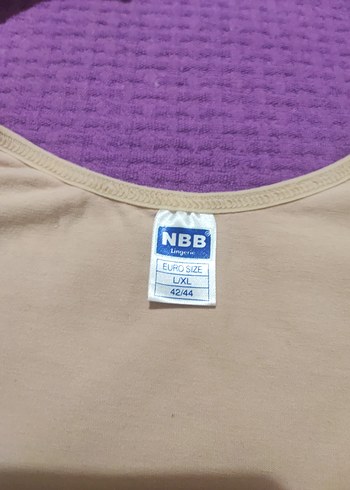 NBB®
Lingerie
EURO SIZE
L/XL
42/44